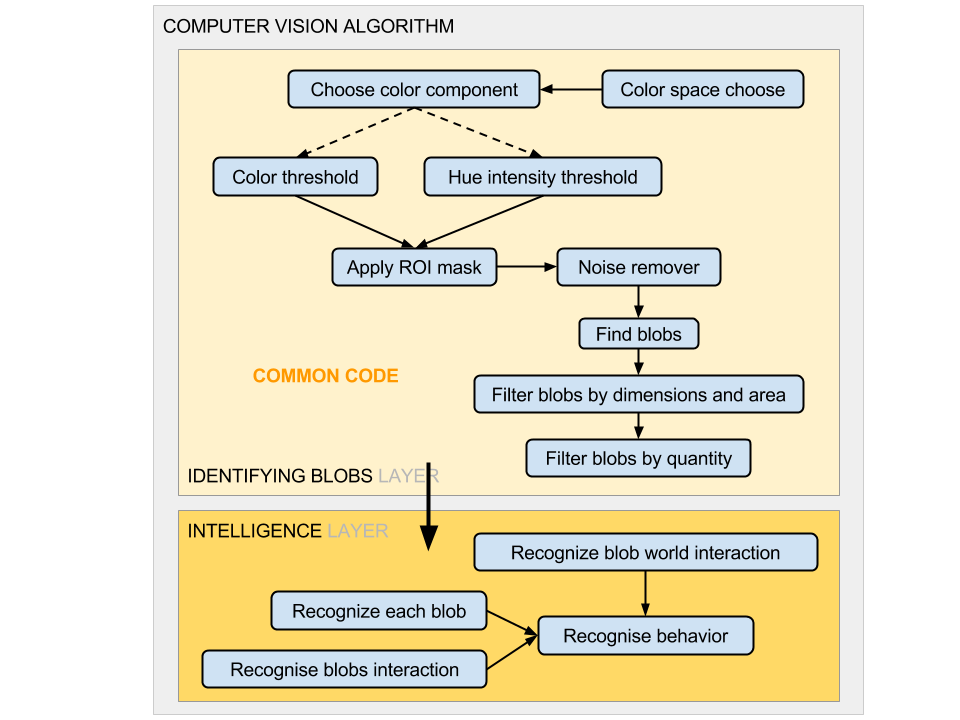 COMPUTER VISION ALGORITHM
Choose color component
Color space choose
Color threshold
Hue intensity threshold
Apply ROI mask
Noise remover
Find blobs
COMMON CODE
Filter blobs by dimensions and area
Filter blobs by quantity
IDENTIFYING BLOBS LAYER
INTELLIGENCE LAYER
Recognize blob world interaction
Recognize each blob
Recognise behavior
Recognise blobs interaction